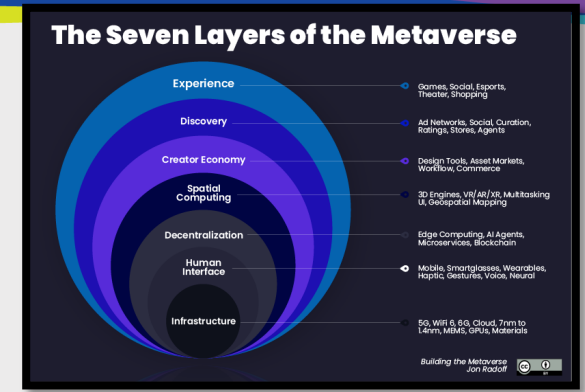 The Seven Layers of the Metaverse
Experience
Games, Social, Esports,
Theater, Shopping
Discovery
Ad Networks, Social, Curation,
Ratings, Stores, Agents
Creator Economy
Design Tools, Asset Markets,
Workflow, Commerce
Spatial
Computing
3D Engines, VR/AR/XR, Multitasking
UI, Geospatial Mapping
Decentralization
Edge Computing, AI Agents,
Microservices, Blockchain
Human
Interface
Mobile, Smartglasses, Wearables,
Haptic, Gestures, Voice, Neural
Infrastructure
5G, WiFi 6, 6G, Cloud, 7nm to
1.4nm, MEMS, GPUs, Materials
Building the Metaverse
Jon Radoff
cc
BY